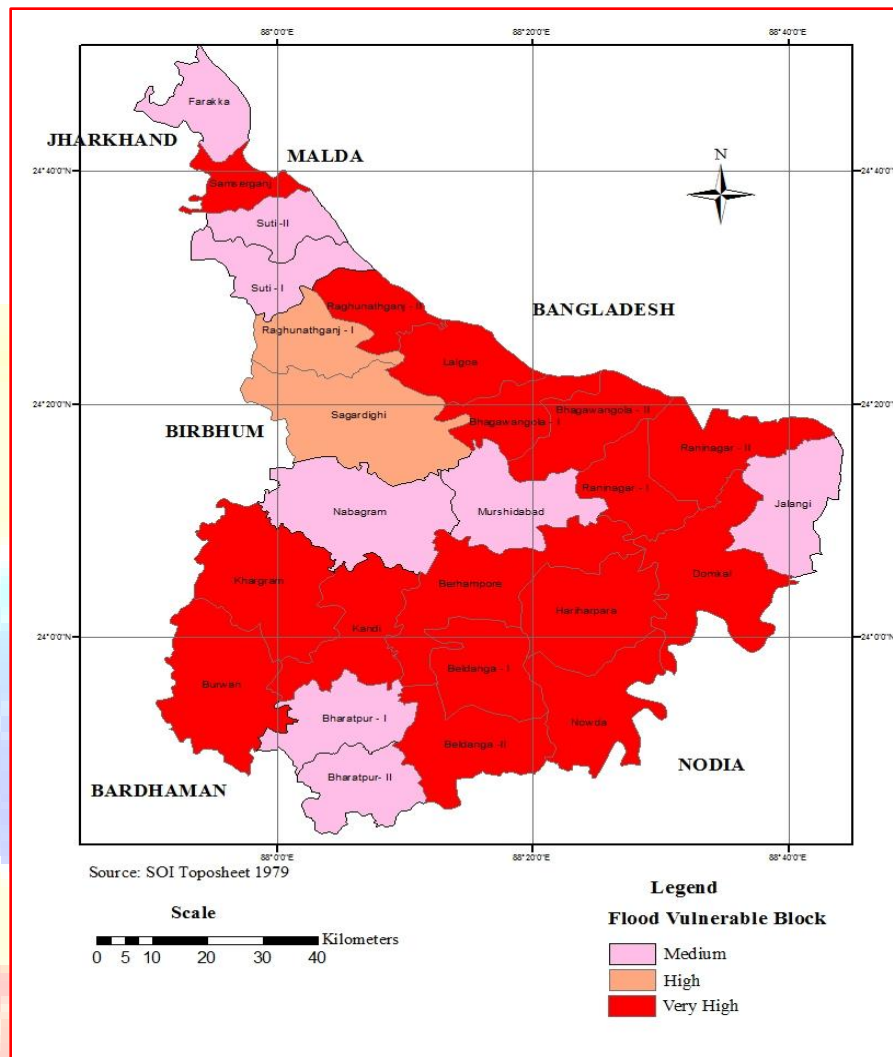 88°0'0"E 88°20'0"E 88°40'0"E
Farakka
JHARKHAND
MALDA
N
24°40'0"N 24°40'0"N
Samserganj
Suti -II
Suti - I
Raghunathganj - II
BANGLADESH
Raghunathganj - I
Lalgoa
24°20'0"N 24°20'0"N
Sagardighi
Bhagawangola - I
Bhagawangola - II
BIRBHUM
Raninagar - II
Raninagar - I
Jalangi
Nabagram
Murshidabad
Khargram
Berhampore
Domkal
Hariharpara
Kandi
24°0'0"N 24°0'0"N
Burwan
Beldanga - I
Bharatpur - I
Nowda
Beldanga -II
NODIA
Bharatpur- II
BARDHAMAN
88°0'0"E 88°20'0"E 88°40'0"E
Source: SOI Toposheet 1979
Legend
Scale
Flood Vulnerable Block
Kilometers
0 5 10 20 30 40
Medium
High
Very High